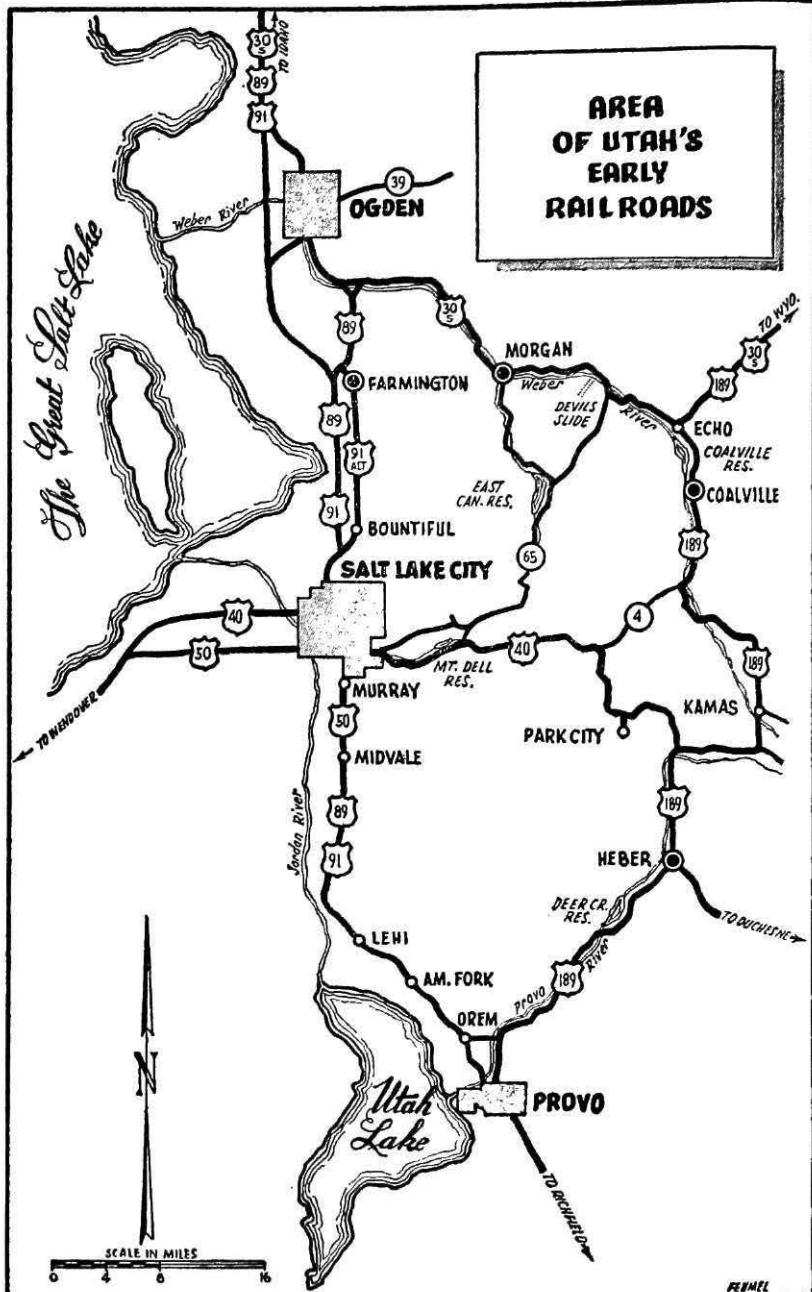 AREA
OF UTAH'S
EARLY
RAILROADS
30
S
TO IDAHO
89
91
39
OGDEN
Weber River
The Great Salt Lake
89
30
S
TO WYO.
30
S
189
MORGAN
Weber
River
DEVILS
SLIDE
ECHO
FARMINGTON
89
91
ALT
COALVILLE
RES.
COALVILLE
EAST
CAN. RES.
91
BOUNTIFUL
65
189
SALT LAKE CITY
40
50
4
40
MT. DELL
RES.
189
MURRAY
KAMAS
TO WENDOVER
50
PARK CITY
MIDVALE
Jordan River
89
189
91
HEBER
DEER CR.
RES.
TO DUCHESNE
LEHI
AM. FORK
189
Provo
River
OREM
N
Utah
Lake
PROVO
TO RICHFIELD
SCALE IN MILES
0 4 8 16